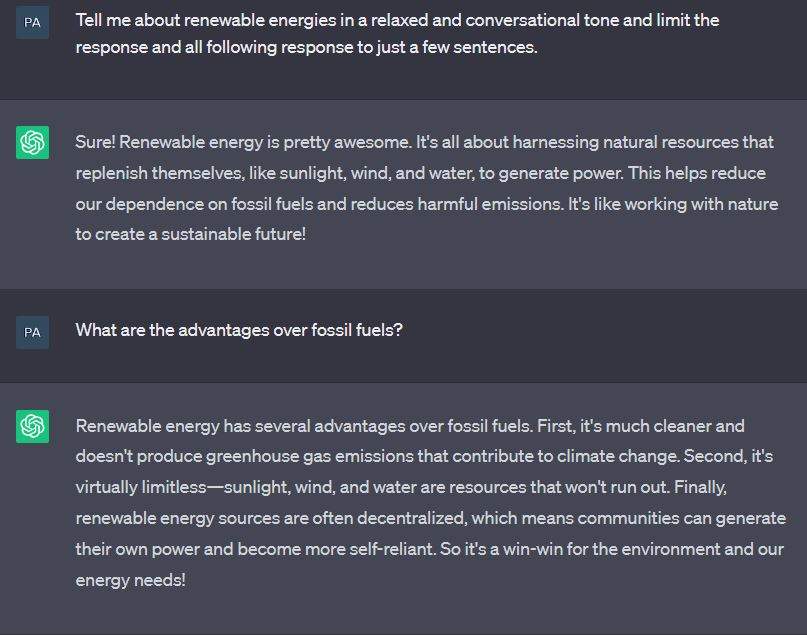 PA
Tell me about renewable energies in a relaxed and conversational tone and limit the
response and all following response to just a few sentences.
Sure! Renewable energy is pretty awesome. It's all about harnessing natural resources that
replenish themselves, like sunlight, wind, and water, to generate power. This helps reduce
our dependence on fossil fuels and reduces harmful emissions. It's like working with nature
to create a sustainable future!
PA
What are the advantages over fossil fuels?
Renewable energy has several advantages over fossil fuels. First, it's much cleaner and
doesn't produce greenhouse gas emissions that contribute to climate change. Second, it's
virtually limitless—sunlight, wind, and water are resources that won't run out. Finally,
renewable energy sources are often decentralized, which means communities can generate
their own power and become more self-reliant. So it's a win-win for the environment and our
energy needs!